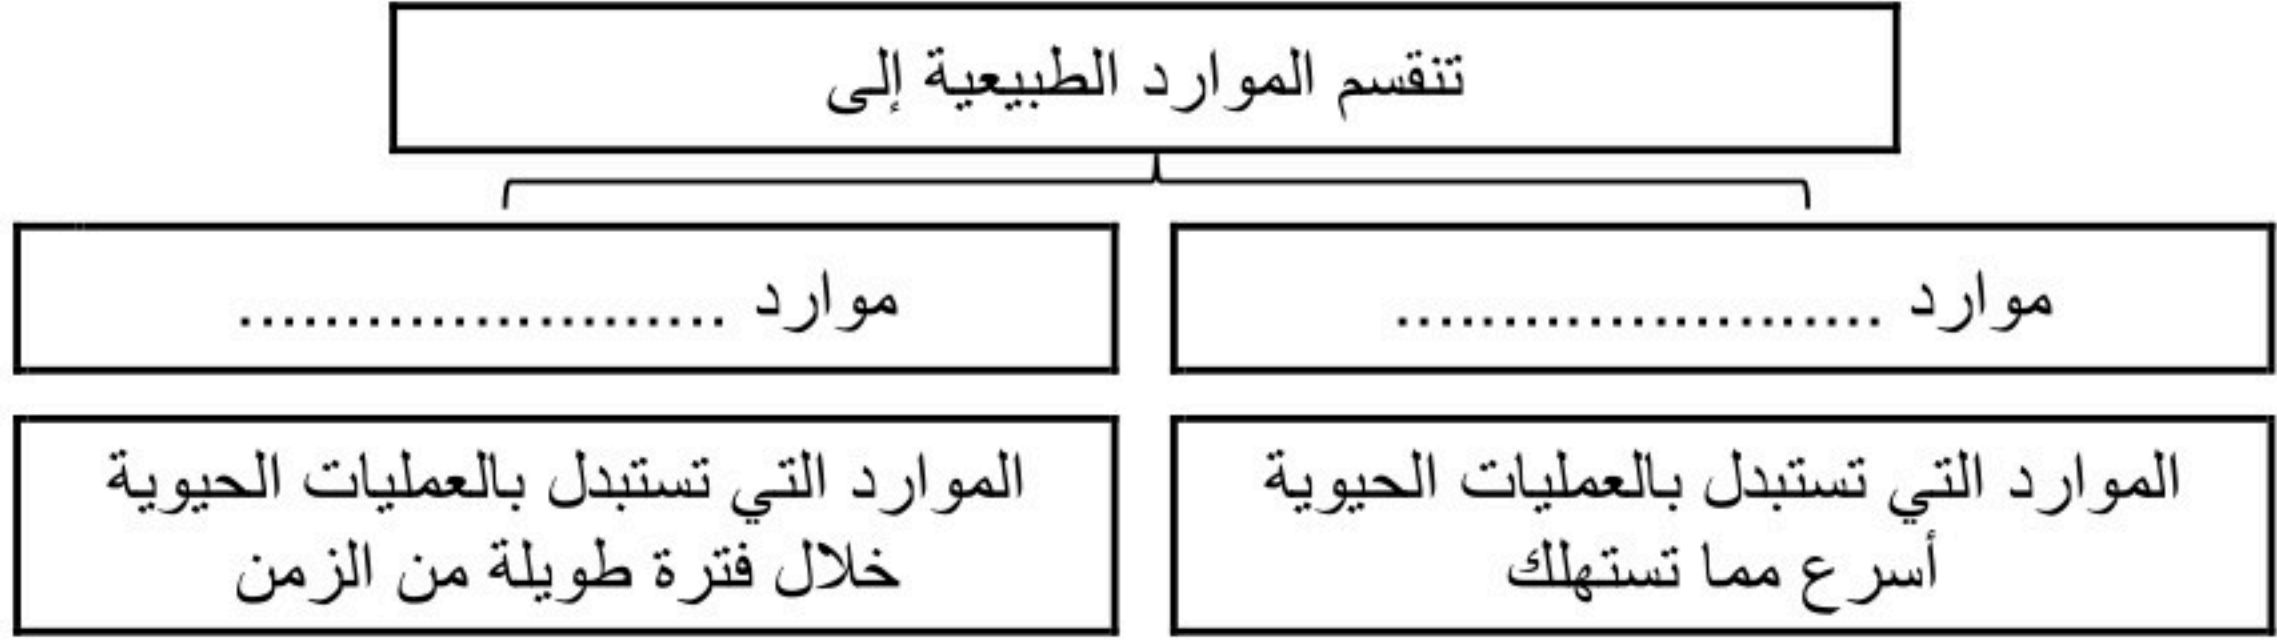 تنقسم الموارد الطبيعية إلى
موارد .......................
موارد .......................
الموارد التي تستبدل بالعمليات الحيوية
أسرع مما تستهلك
الموارد التي تستبدل بالعمليات الحيوية
خلال فترة طويلة من الزمن